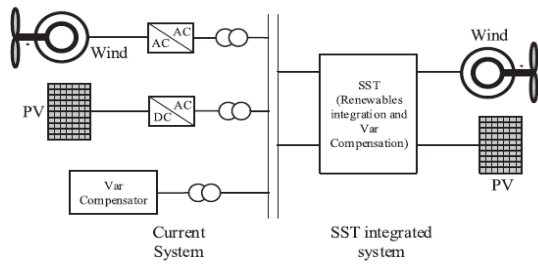 Wind
AC
AC
PV
AC
DC
Var
Compensator
Current
System
SST
(Renewables
integration and
Var
Compensation)
Wind
PV
SST integrated
system